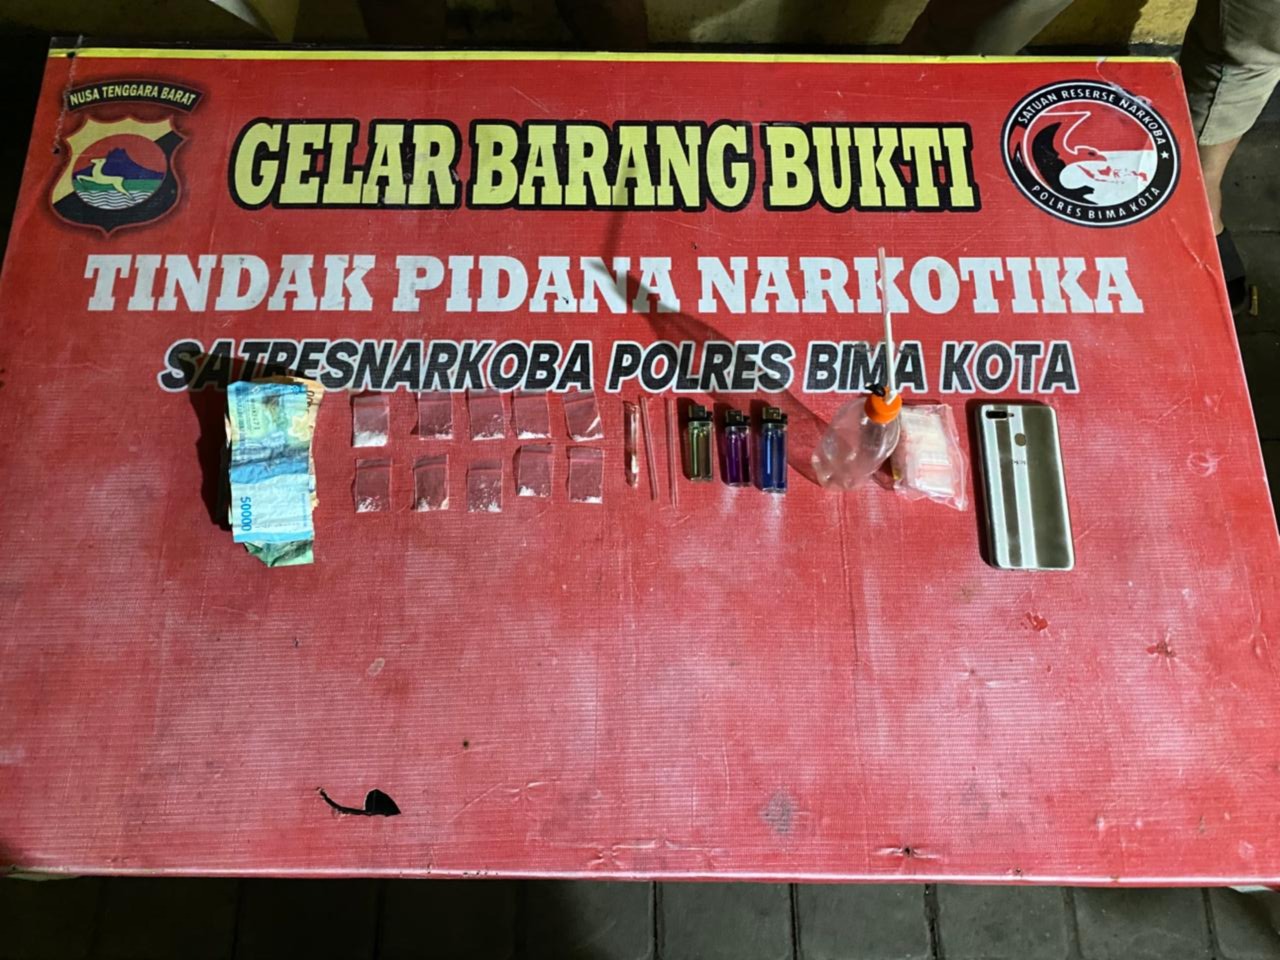 NUSA TENGGARA BARAT
GELAR BARANG BUKTI
SATUAN RESERSE NARKOBA
POLRES BIMA KOTA
TINDAK PIDANA NARKOTIKA
SATRESNARKOBA POLRES BIMA KOTA
50000